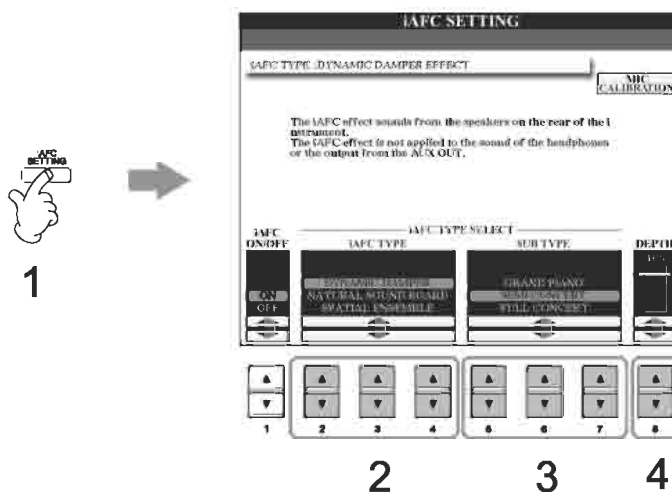 iAFC SETTING
iAFC TYPE :DYNAMIC DAMPER EFFECT
MIC
CALIBRATION
The iAFC effect sounds from the speakers on the rear of the i
nstrument.
The iAFC effect is not applied to the sound of the headphones
or the output from the AUX OUT.
iAFC
SETTING
iAFC TYPE SELECT
iAFC
ON/OFF
iAFC TYPE
SUB TYPE
DEPTH
DYNAMIC DAMPER
GRAND PIANO
ON
NATURAL SOUNDBOARD
SEMI CONCERT
OFF
SPATIAL ENSEMBLE
FULL CONCERT
1
1
2
3
4
5
6
7
8
2
3
4